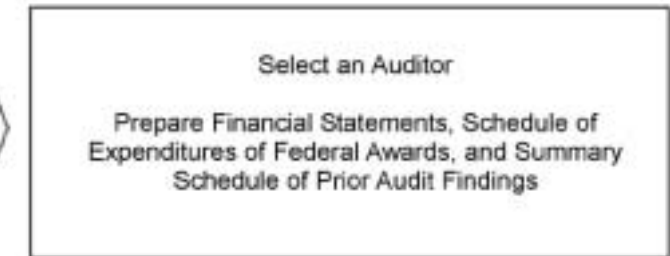 Select an Auditor
Prepare Financial Statements, Schedule of
Expenditures of Federal Awards, and Summary
Schedule of Prior Audit Findings